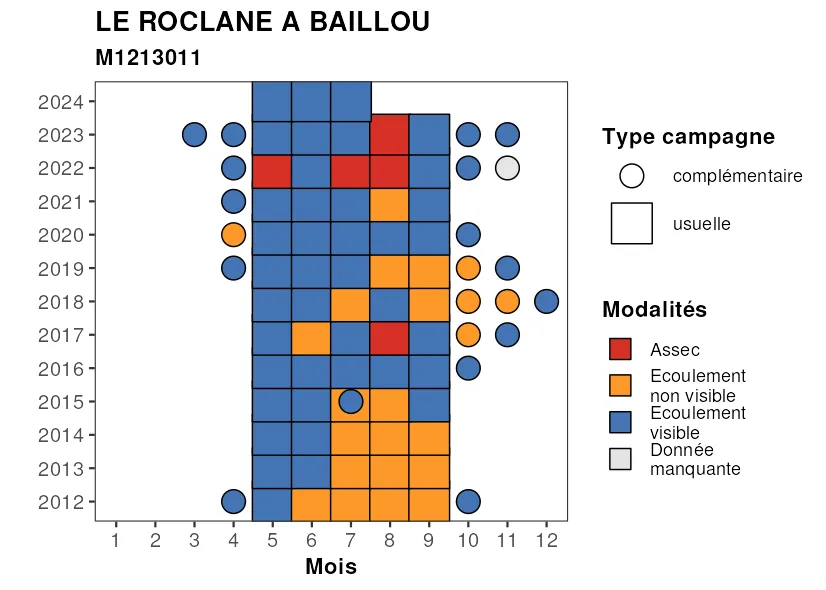 LE ROCLANE A BAILLOU
M1213011
2024
2023
2022
2021
2020
2019
2018
2017
2016
2015
2014
2013
2012
1 2 3 4 5 6 7 8 9 10 11 12
Mois
Type campagne
complémentaire
usuelle
Modalités
Assec
Ecoulement
non visible
Ecoulement
visible
Donnée
manquante